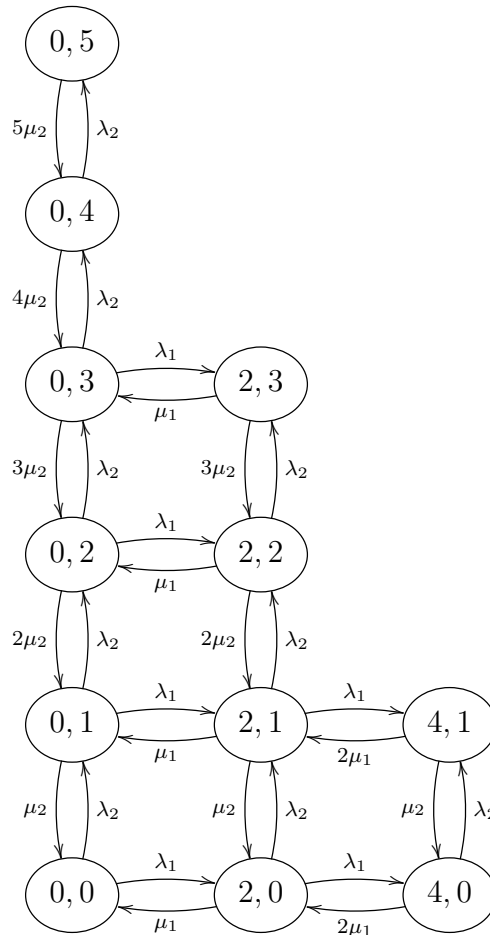 0, 5
5μ₂ λ₂
0, 4
4μ₂ λ₂
λ₁
0, 3 2, 3
μ₁
3μ₂ λ₂ 3μ₂ λ₂
λ₁
0, 2 2, 2
μ₁
2μ₂ λ₂ 2μ₂ λ₂
λ₁ λ₁
0, 1 2, 1 4, 1
μ₁ 2μ₁
μ₂ λ₂ μ₂ λ₂ μ₂ λ₂
λ₁ λ₁
0, 0 2, 0 4, 0
μ₁ 2μ₁